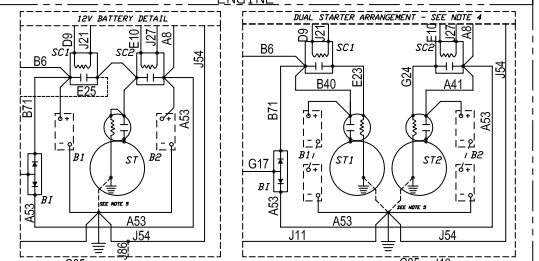 ENGINE
12V BATTERY DETAIL
D9
J21
E10
J27
A8
SC1
SC2
B6
J54
E25
B71
A53
B1
B2
ST
BI
A53
SEE NOTE 5
A53
J54
J86
DUAL STARTER ARRANGEMENT - SEE NOTE 4
D9
J21
E10
J27
A8
B6
SC1
SC2
J54
B40
E23
G24
A41
B71
A53
B1
B2
G17
ST1
ST2
BI
A53
SEE NOTE 5
A53
J11
J54